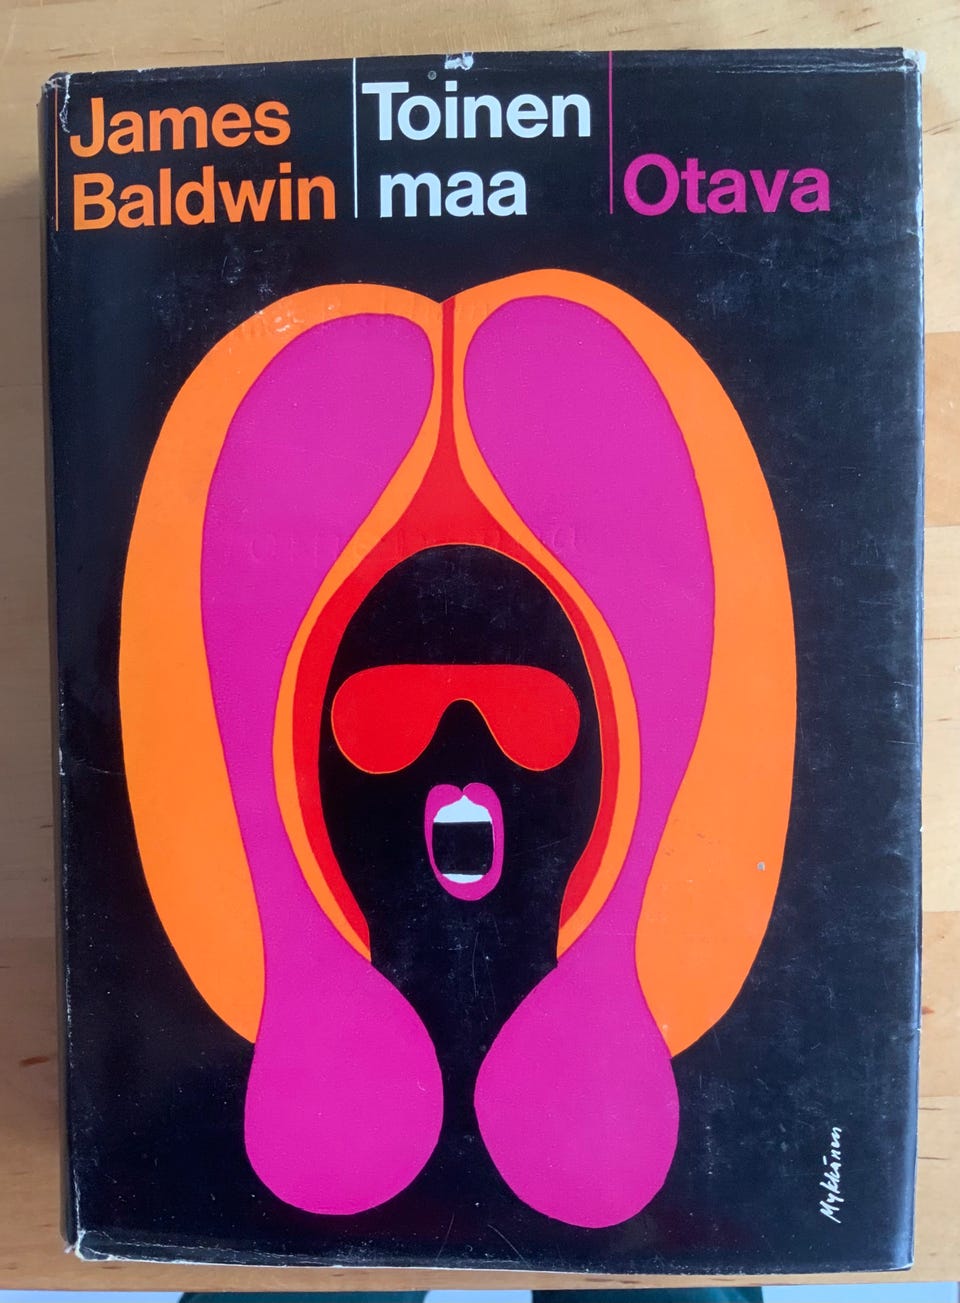 James
Baldwin
Toinen
maa
Otava
Mykkänen